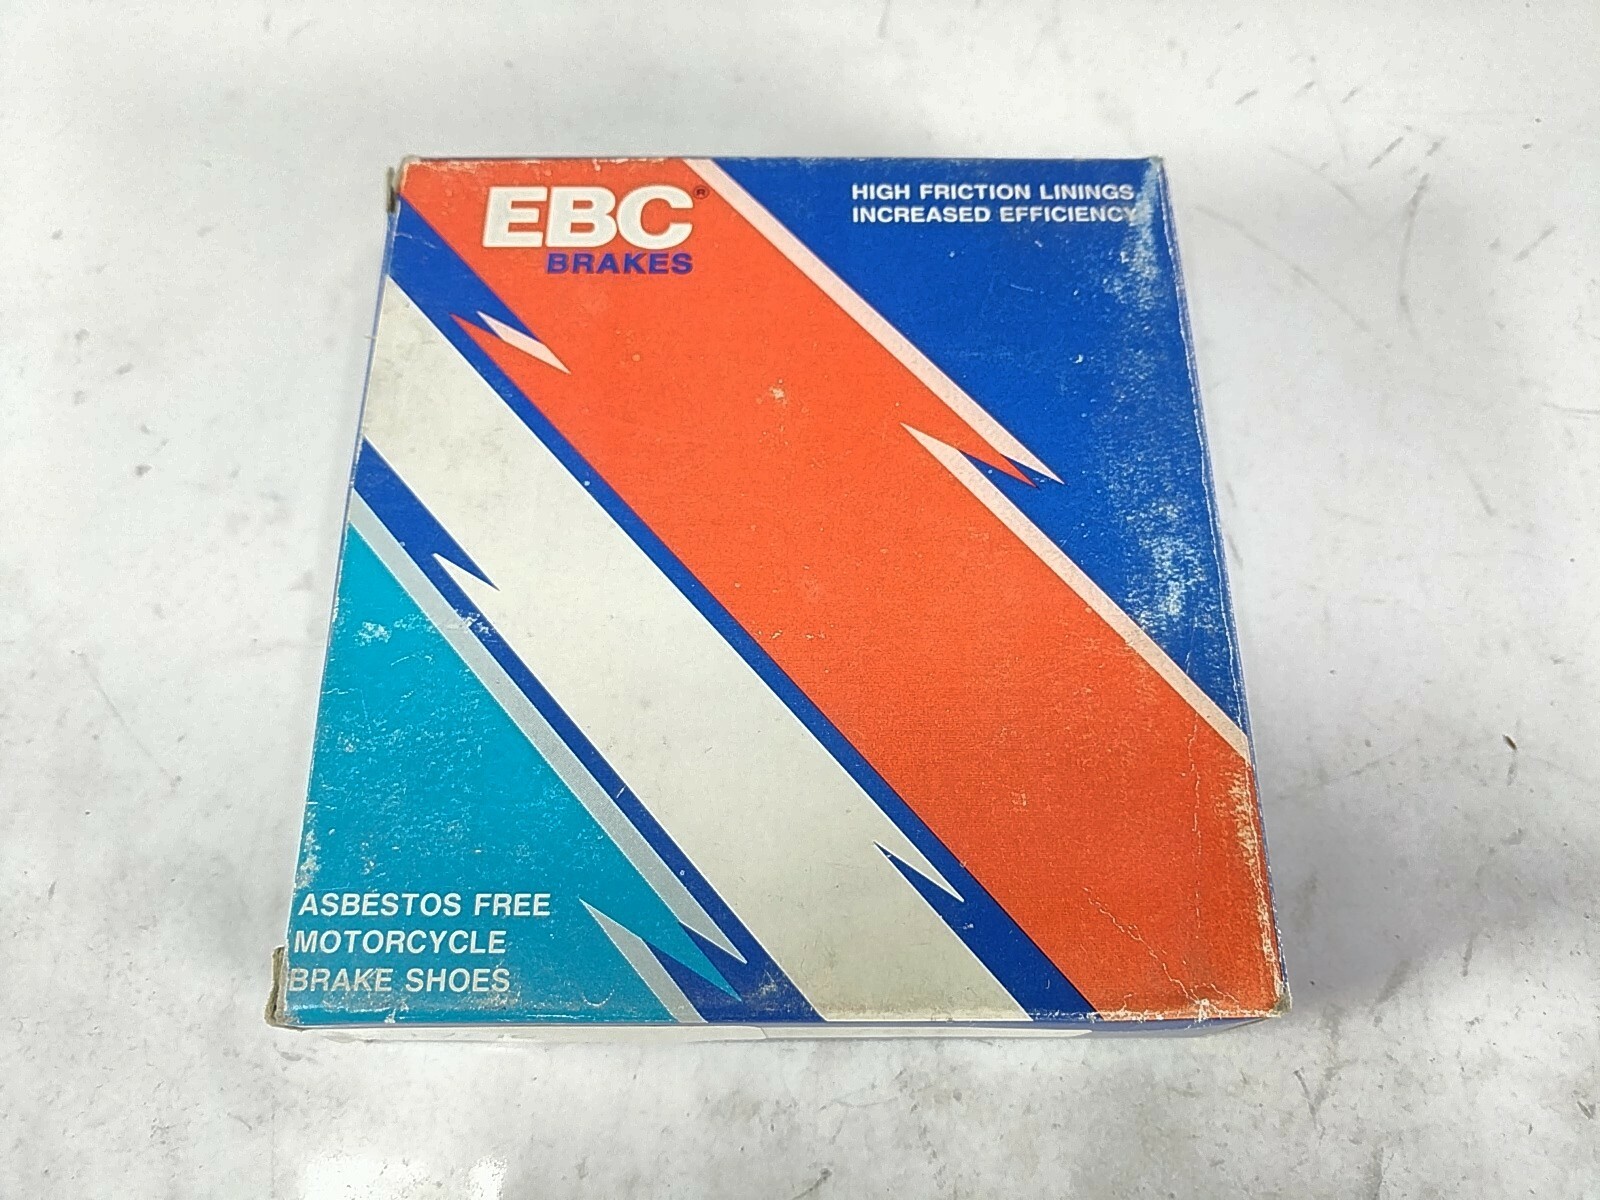 EBC®
BRAKES
HIGH FRICTION LININGS
INCREASED EFFICIENCY
ASBESTOS FREE
MOTORCYCLE
BRAKE SHOES